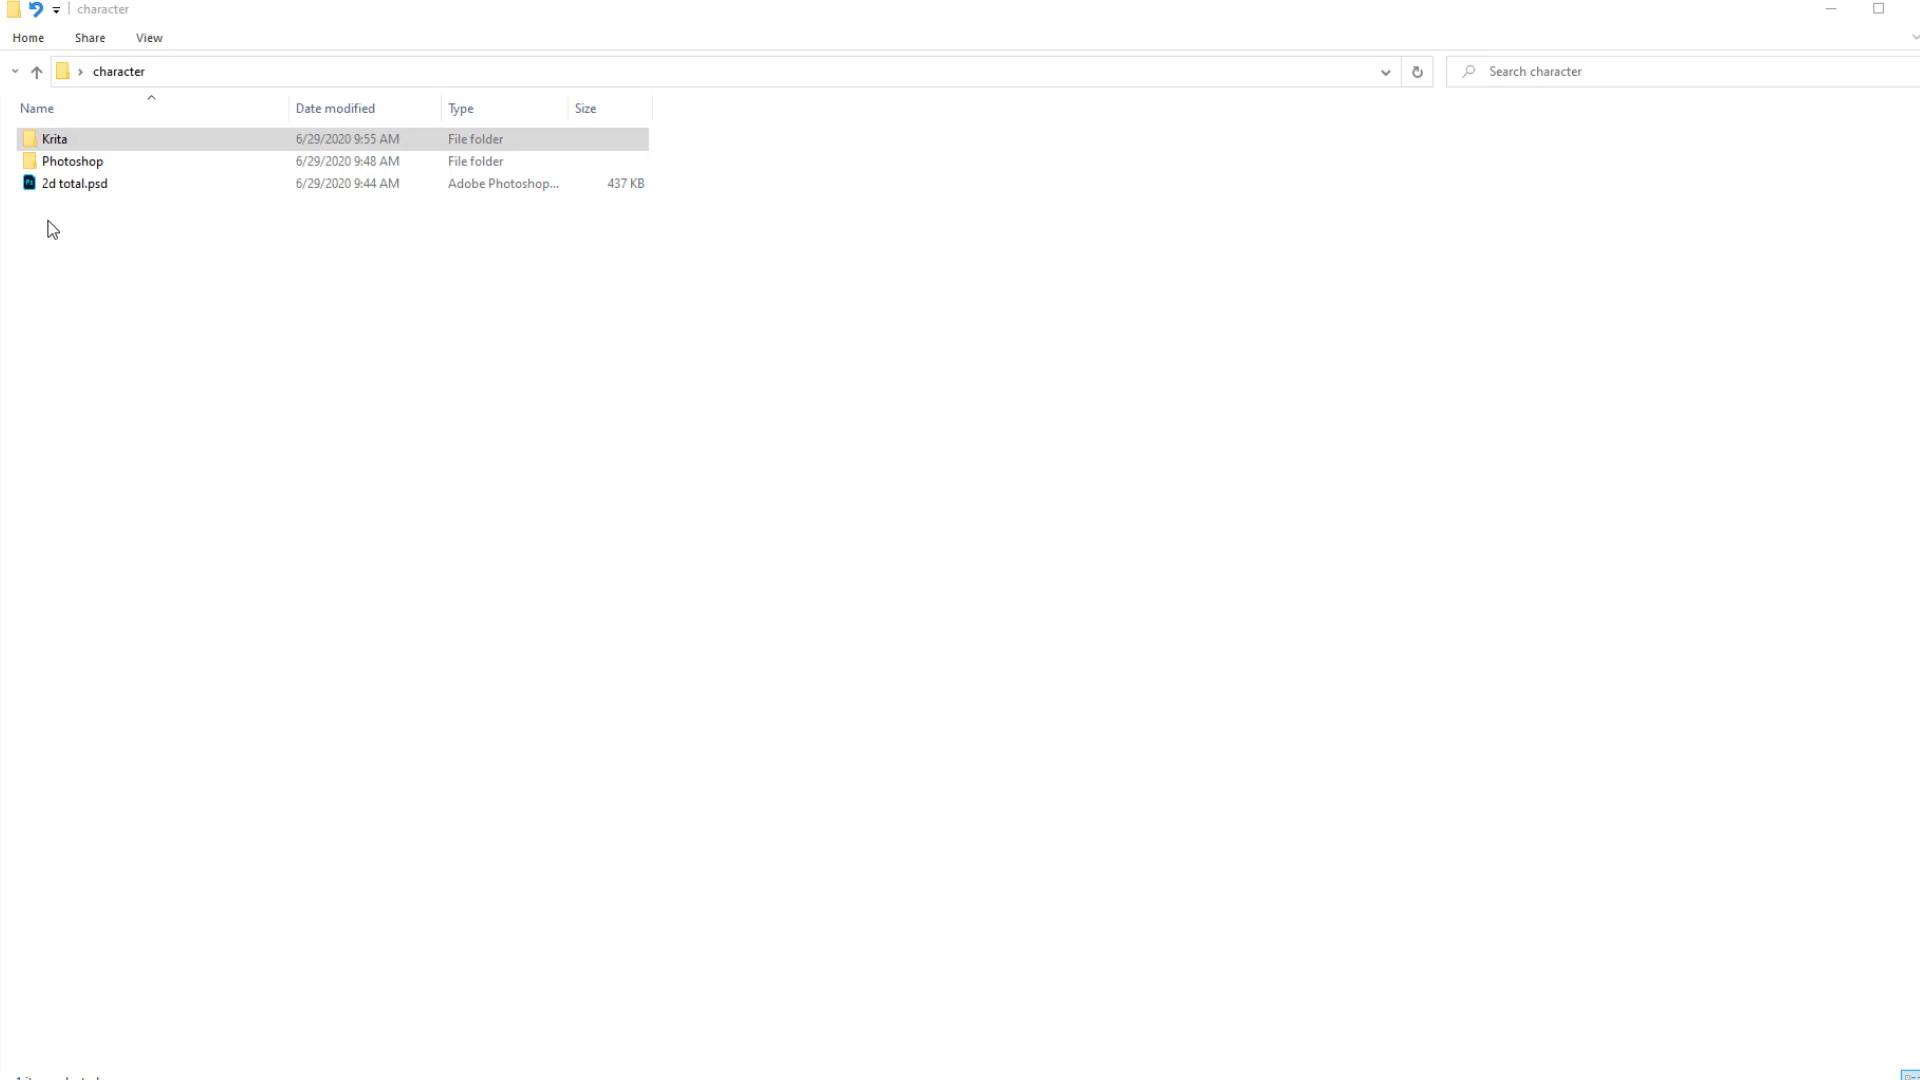 character
Home Share View
character
Search character
Name Date modified Type Size
Krita 6/29/2020 9:55 AM File folder
Photoshop 6/29/2020 9:48 AM File folder
2d total.psd 6/29/2020 9:44 AM Adobe Photoshop... 437 KB